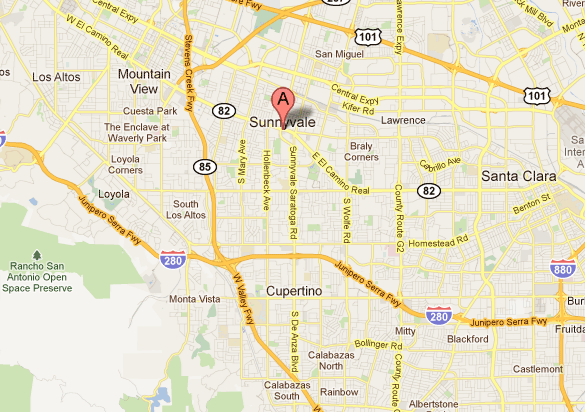 237
erra Fwy
Central Expy
W El Camino Real
Stevens Creek Fwy
San Miguel
101
Lawrence Expy
Montague
Los Altos
Mountain
View
Central Expy
Kifer Rd
101
A
Sunnyvale
82
Cuesta Park
The Enclave at
Waverly Park
Lawrence
Loyola
Corners
85
S Mary Ave
Hollenbeck Ave
Sunnyvale Saratoga Rd
E El Camino Real
Braly
Corners
Cabrillo Ave
Santa Clara
82
Benton St
Loyola
South
Los Altos
S Wolfe Rd
County Route G2
Homestead Rd
Junipero Serra Fwy
280
880
Rancho San
Antonio Open
Space Preserve
Junipero Serra Fwy
Monta Vista
W Valley Fwy
Cupertino
280
Junipero Serra Fwy
S De Anza Blvd
Mitty
Blackford
Bollinger Rd
County Route
Calabazas
North
Castlemont
Calabazas
South
Rainbow
Albertstone